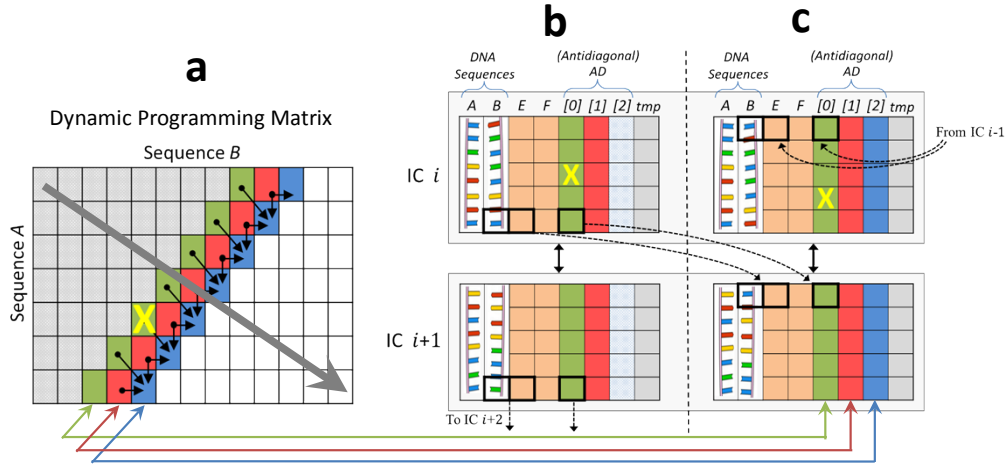 a
Dynamic Programming Matrix
Sequence B
Sequence A
X
b
DNA
Sequences
(Antidiagonal)
AD
A B E F [0] [1] [2] tmp
IC i
X
IC i+1
To IC i+2
c
DNA
Sequences
(Antidiagonal)
AD
A B E F [0] [1] [2] tmp
From IC i-1
X